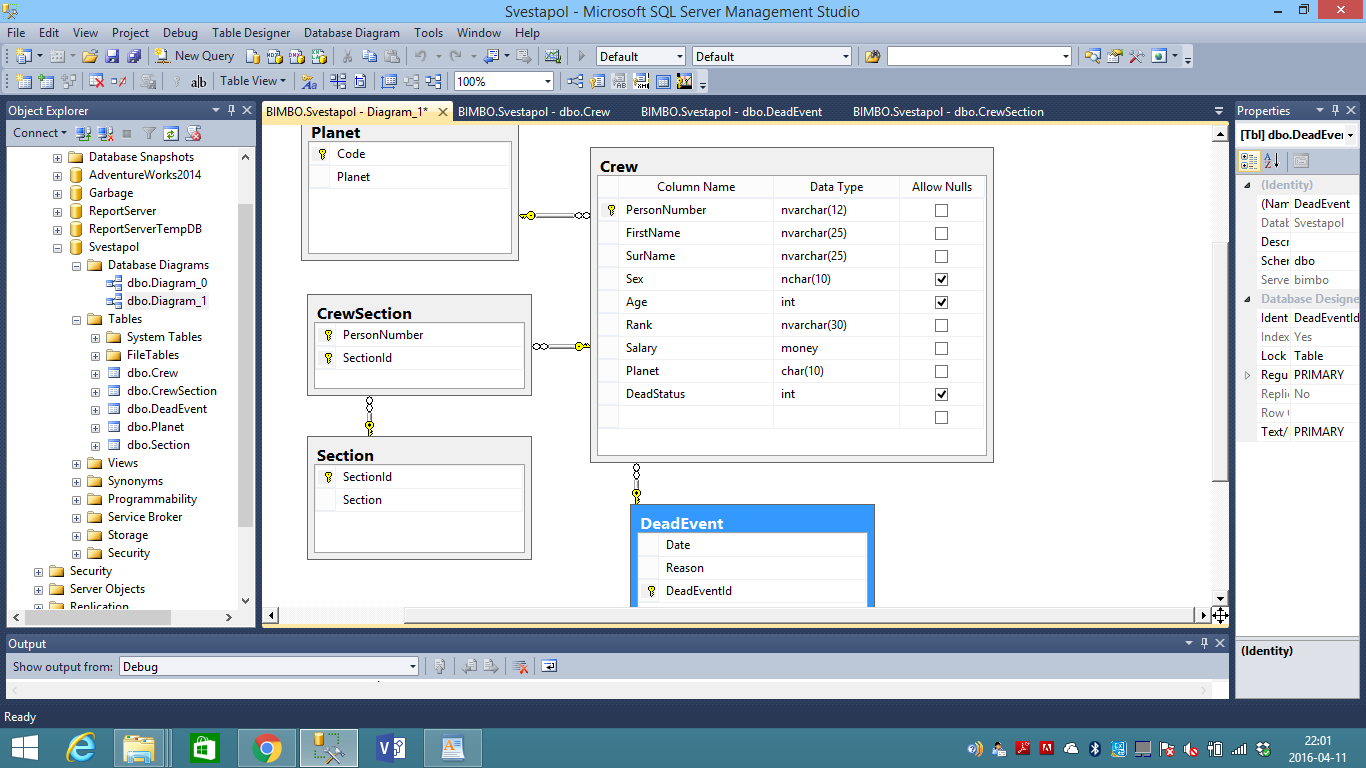 Svestapol - Microsoft SQL Server Management Studio
File Edit View Project Debug Table Designer Database Diagram Tools Window Help
New Query Default Default
ab| Table View 100%
Object Explorer
Connect
Database Snapshots
AdventureWorks2014
Garbage
ReportServer
ReportServerTempDB
Svestapol
Database Diagrams
dbo.Diagram_0
dbo.Diagram_1
Tables
System Tables
FileTables
dbo.Crew
dbo.CrewSection
dbo.DeadEvent
dbo.Planet
dbo.Section
Views
Synonyms
Programmability
Service Broker
Storage
Security
Security
Server Objects
Replication
BIMBO.Svestapol - Diagram_1* BIMBO.Svestapol - dbo.Crew BIMBO.Svestapol - dbo.DeadEvent BIMBO.Svestapol - dbo.CrewSection
Planet
Code
Planet
CrewSection
PersonNumber
SectionId
Section
SectionId
Section
Crew
Column Name Data Type Allow Nulls
PersonNumber nvarchar(12)
FirstName nvarchar(25)
SurName nvarchar(25)
Sex nchar(10)
Age int
Rank nvarchar(30)
Salary money
Planet char(10)
DeadStatus int
DeadEvent
Date
Reason
DeadEventId
Properties
[Tbl] dbo.DeadEver
(Identity)
(Nam DeadEvent
Datab Svestapol
Descr
Scher dbo
Serve bimbo
Database Designe
Ident DeadEventId
Index Yes
Lock Table
Regu PRIMARY
Replic No
Row
Text/ PRIMARY
(Identity)
Output
Show output from: Debug
Ready
22:01
2016-04-11